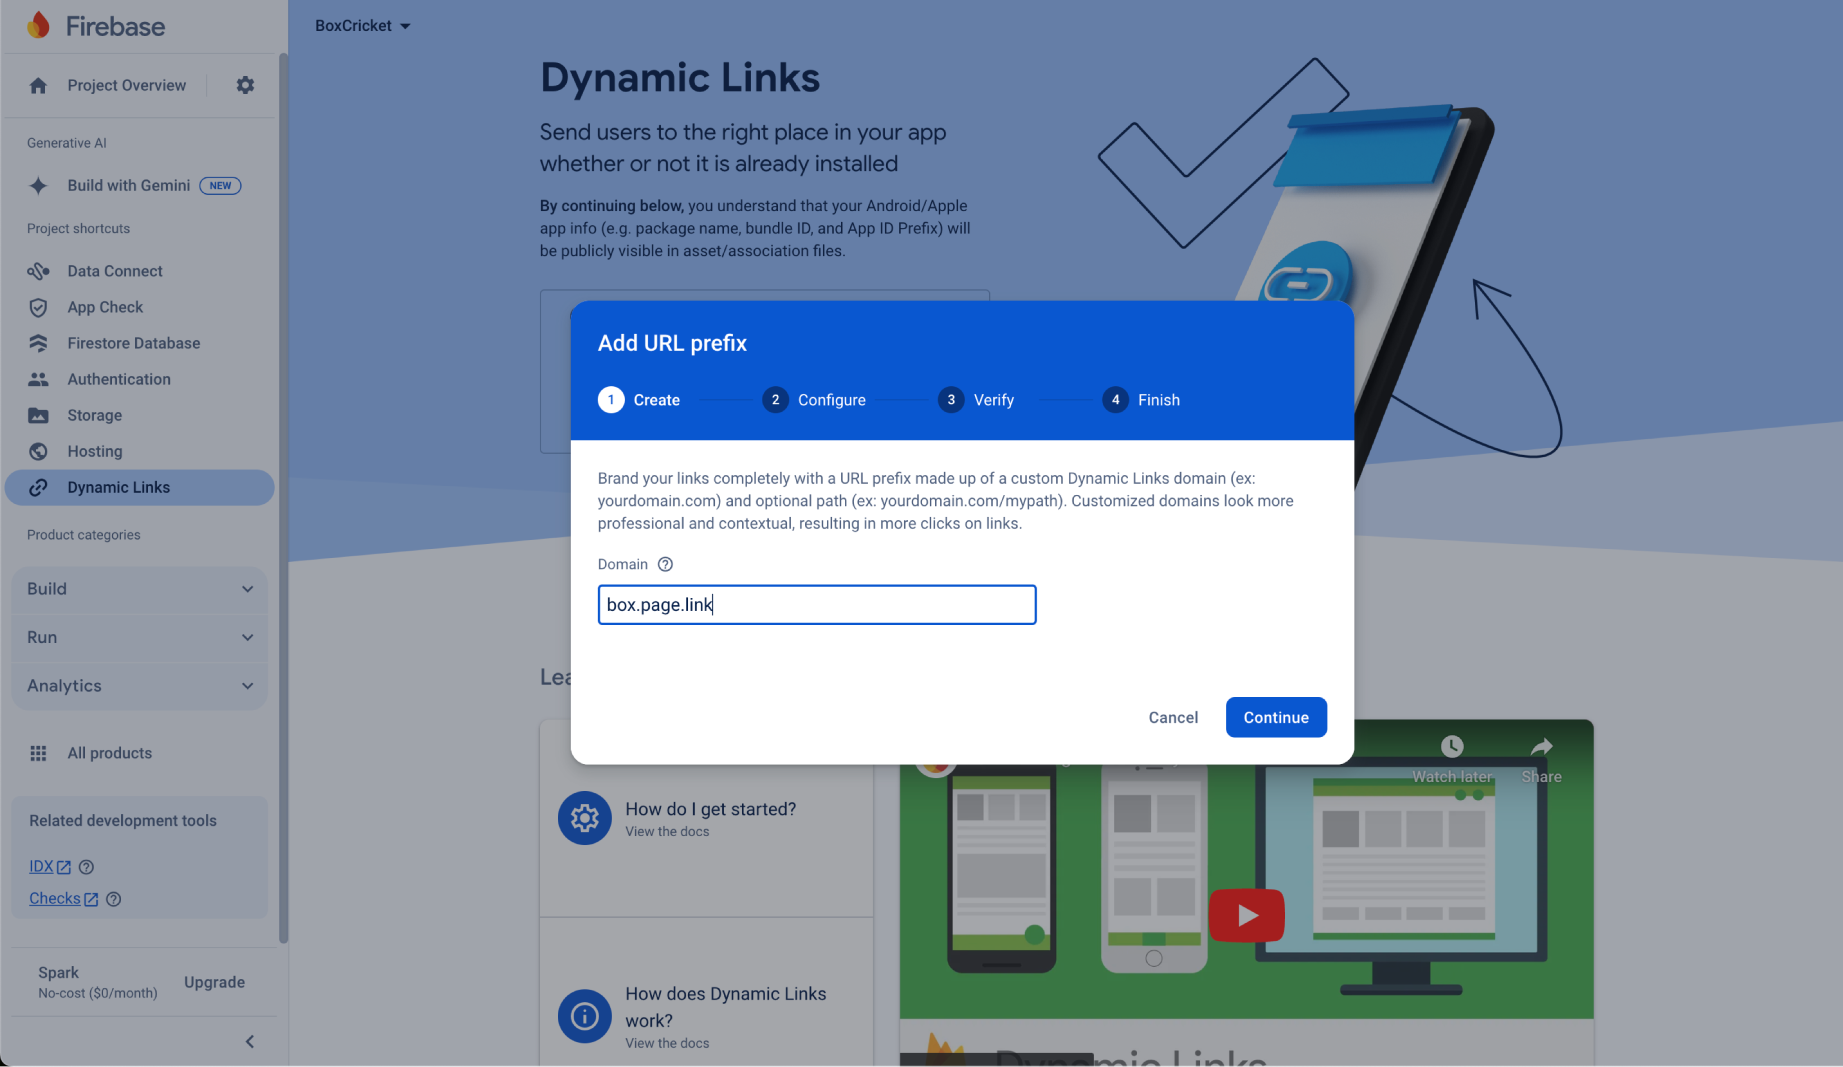 Firebase
BoxCricket
Project Overview
Generative AI
Build with Gemini NEW
Project shortcuts
Data Connect
App Check
Firestore Database
Authentication
Storage
Hosting
Dynamic Links
Product categories
Build
Run
Analytics
All products
Related development tools
IDX
Checks
Spark
No-cost ($0/month)
Upgrade
Dynamic Links
Send users to the right place in your app
whether or not it is already installed
By continuing below, you understand that your Android/Apple
app info (e.g. package name, bundle ID, and App ID Prefix) will
be publicly visible in asset/association files.
Add URL prefix
1 Create 2 Configure 3 Verify 4 Finish
Brand your links completely with a URL prefix made up of a custom Dynamic Links domain (ex:
yourdomain.com) and optional path (ex: yourdomain.com/mypath). Customized domains look more
professional and contextual, resulting in more clicks on links.
Domain
box.page.link
Cancel Continue
How do I get started?
View the docs
How does Dynamic Links
work?
View the docs
Watch later Share
Dynamic Links